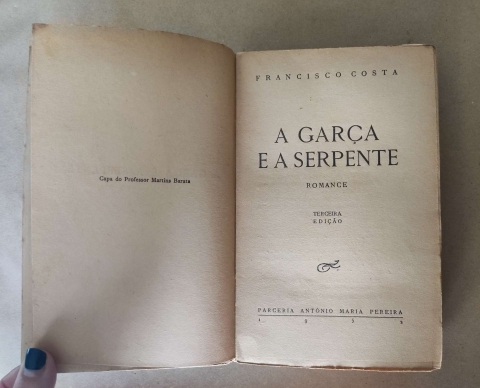 Capa do Professor Martins Barata
FRANCISCO COSTA
A GARÇA
E A SERPENTE
ROMANCE
TERCEIRA
EDIÇÃO
PARCERIA ANTÓNIO MARIA PEREIRA